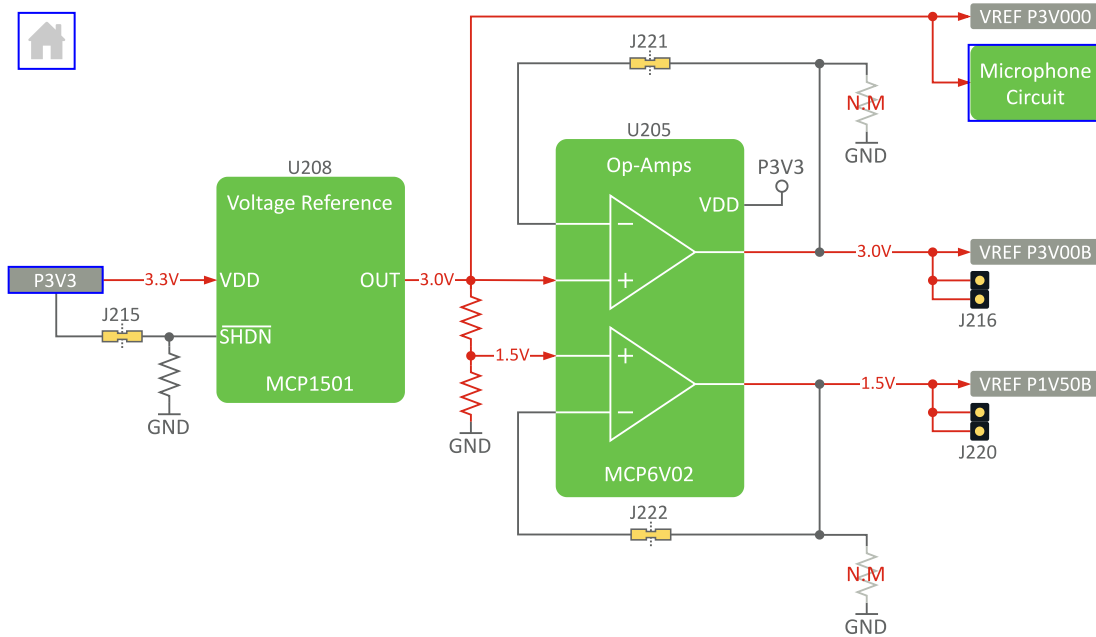 VREF P3V000
J221
Microphone
Circuit
N.M
GND
U205
Op-Amps
P3V3
VDD
U208
Voltage Reference
P3V3
3.3V
VDD
OUT
3.0V
3.0V
VREF P3V00B
J216
J215
SHDN
1.5V
MCP1501
GND
GND
1.5V
VREF P1V50B
J220
MCP6V02
J222
N.M
GND